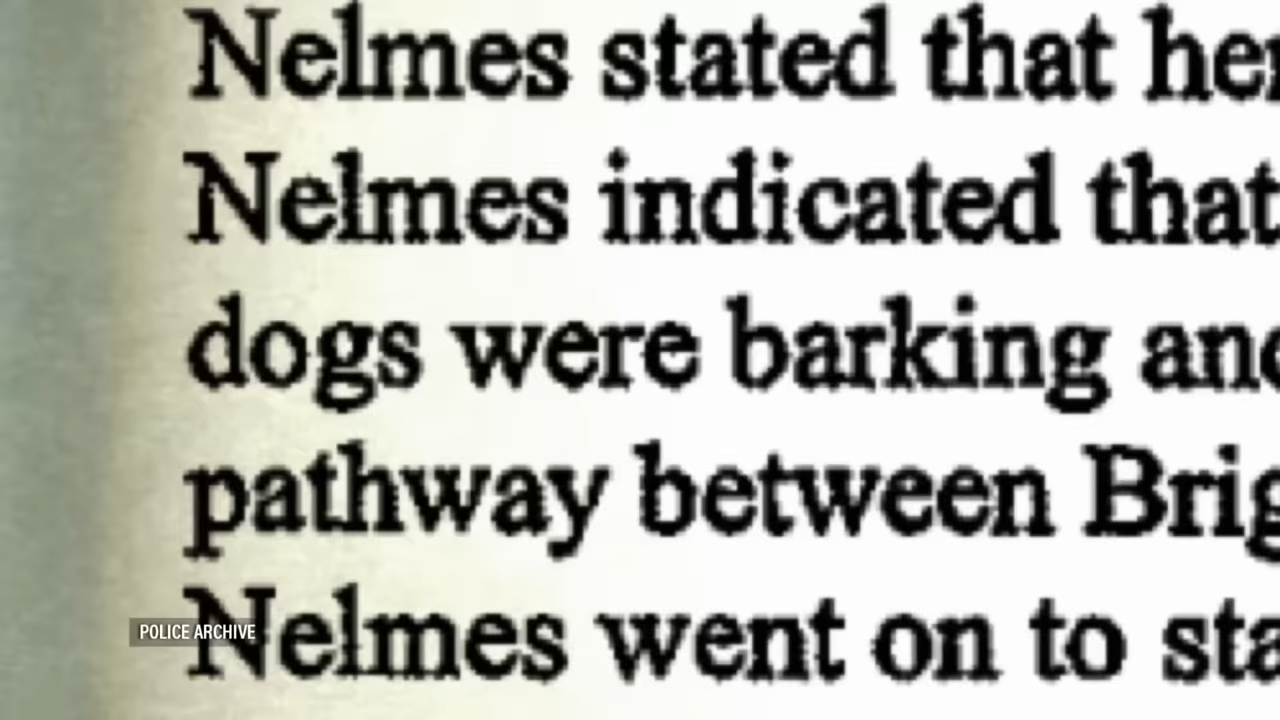 Nelmes stated that her
Nelmes indicated that
dogs were barking and
pathway between Brig
Nelmes went on to sta
POLICE ARCHIVE